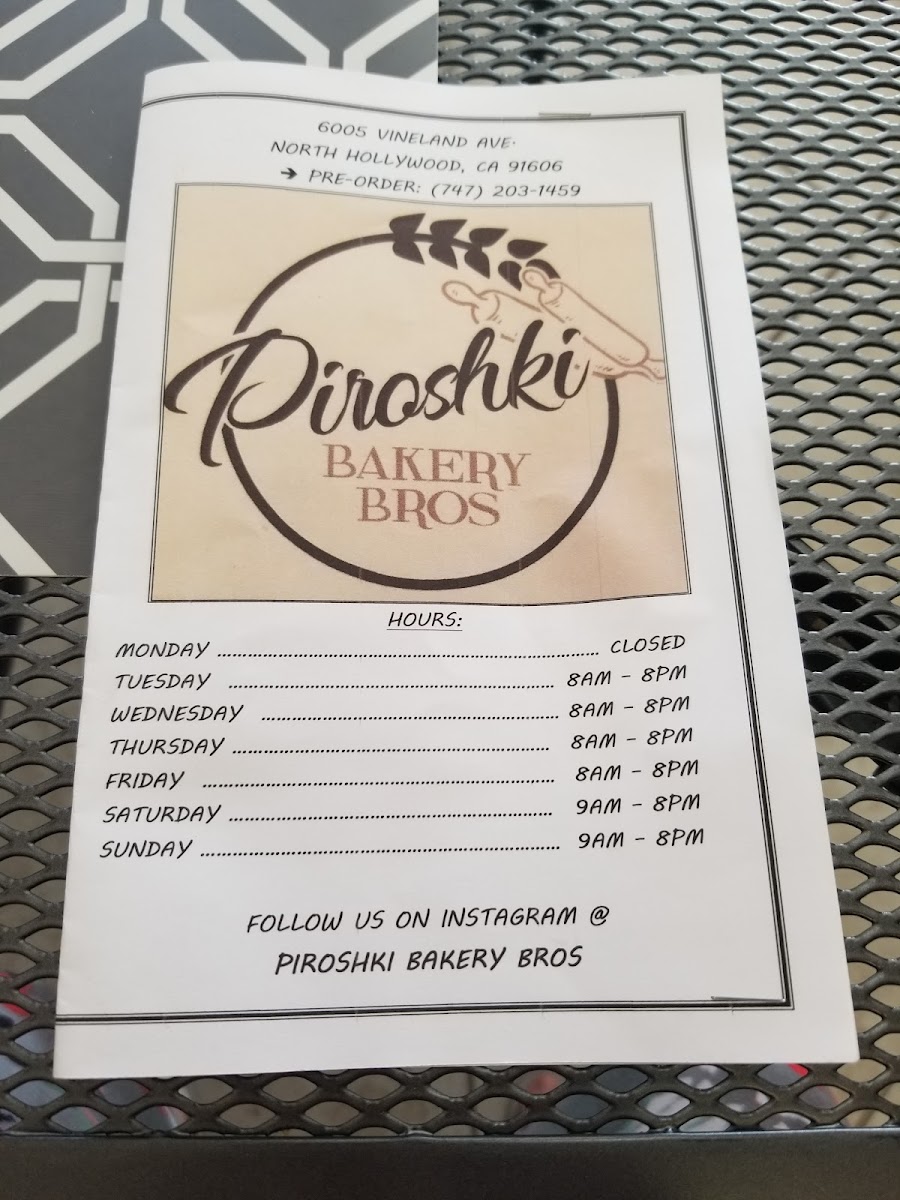 6005 VINELAND AVE.
NORTH HOLLYWOOD, CA 91606
➔ PRE-ORDER: (747) 203-1459
Piroshki
BAKERY
BROS
HOURS:
MONDAY ........................................................ CLOSED
TUESDAY ........................................................ 8AM - 8PM
WEDNESDAY ........................................................ 8AM - 8PM
THURSDAY ........................................................ 8AM - 8PM
FRIDAY ........................................................ 8AM - 8PM
SATURDAY ........................................................ 9AM - 8PM
SUNDAY ........................................................ 9AM - 8PM
FOLLOW US ON INSTAGRAM @
PIROSHKI BAKERY BROS